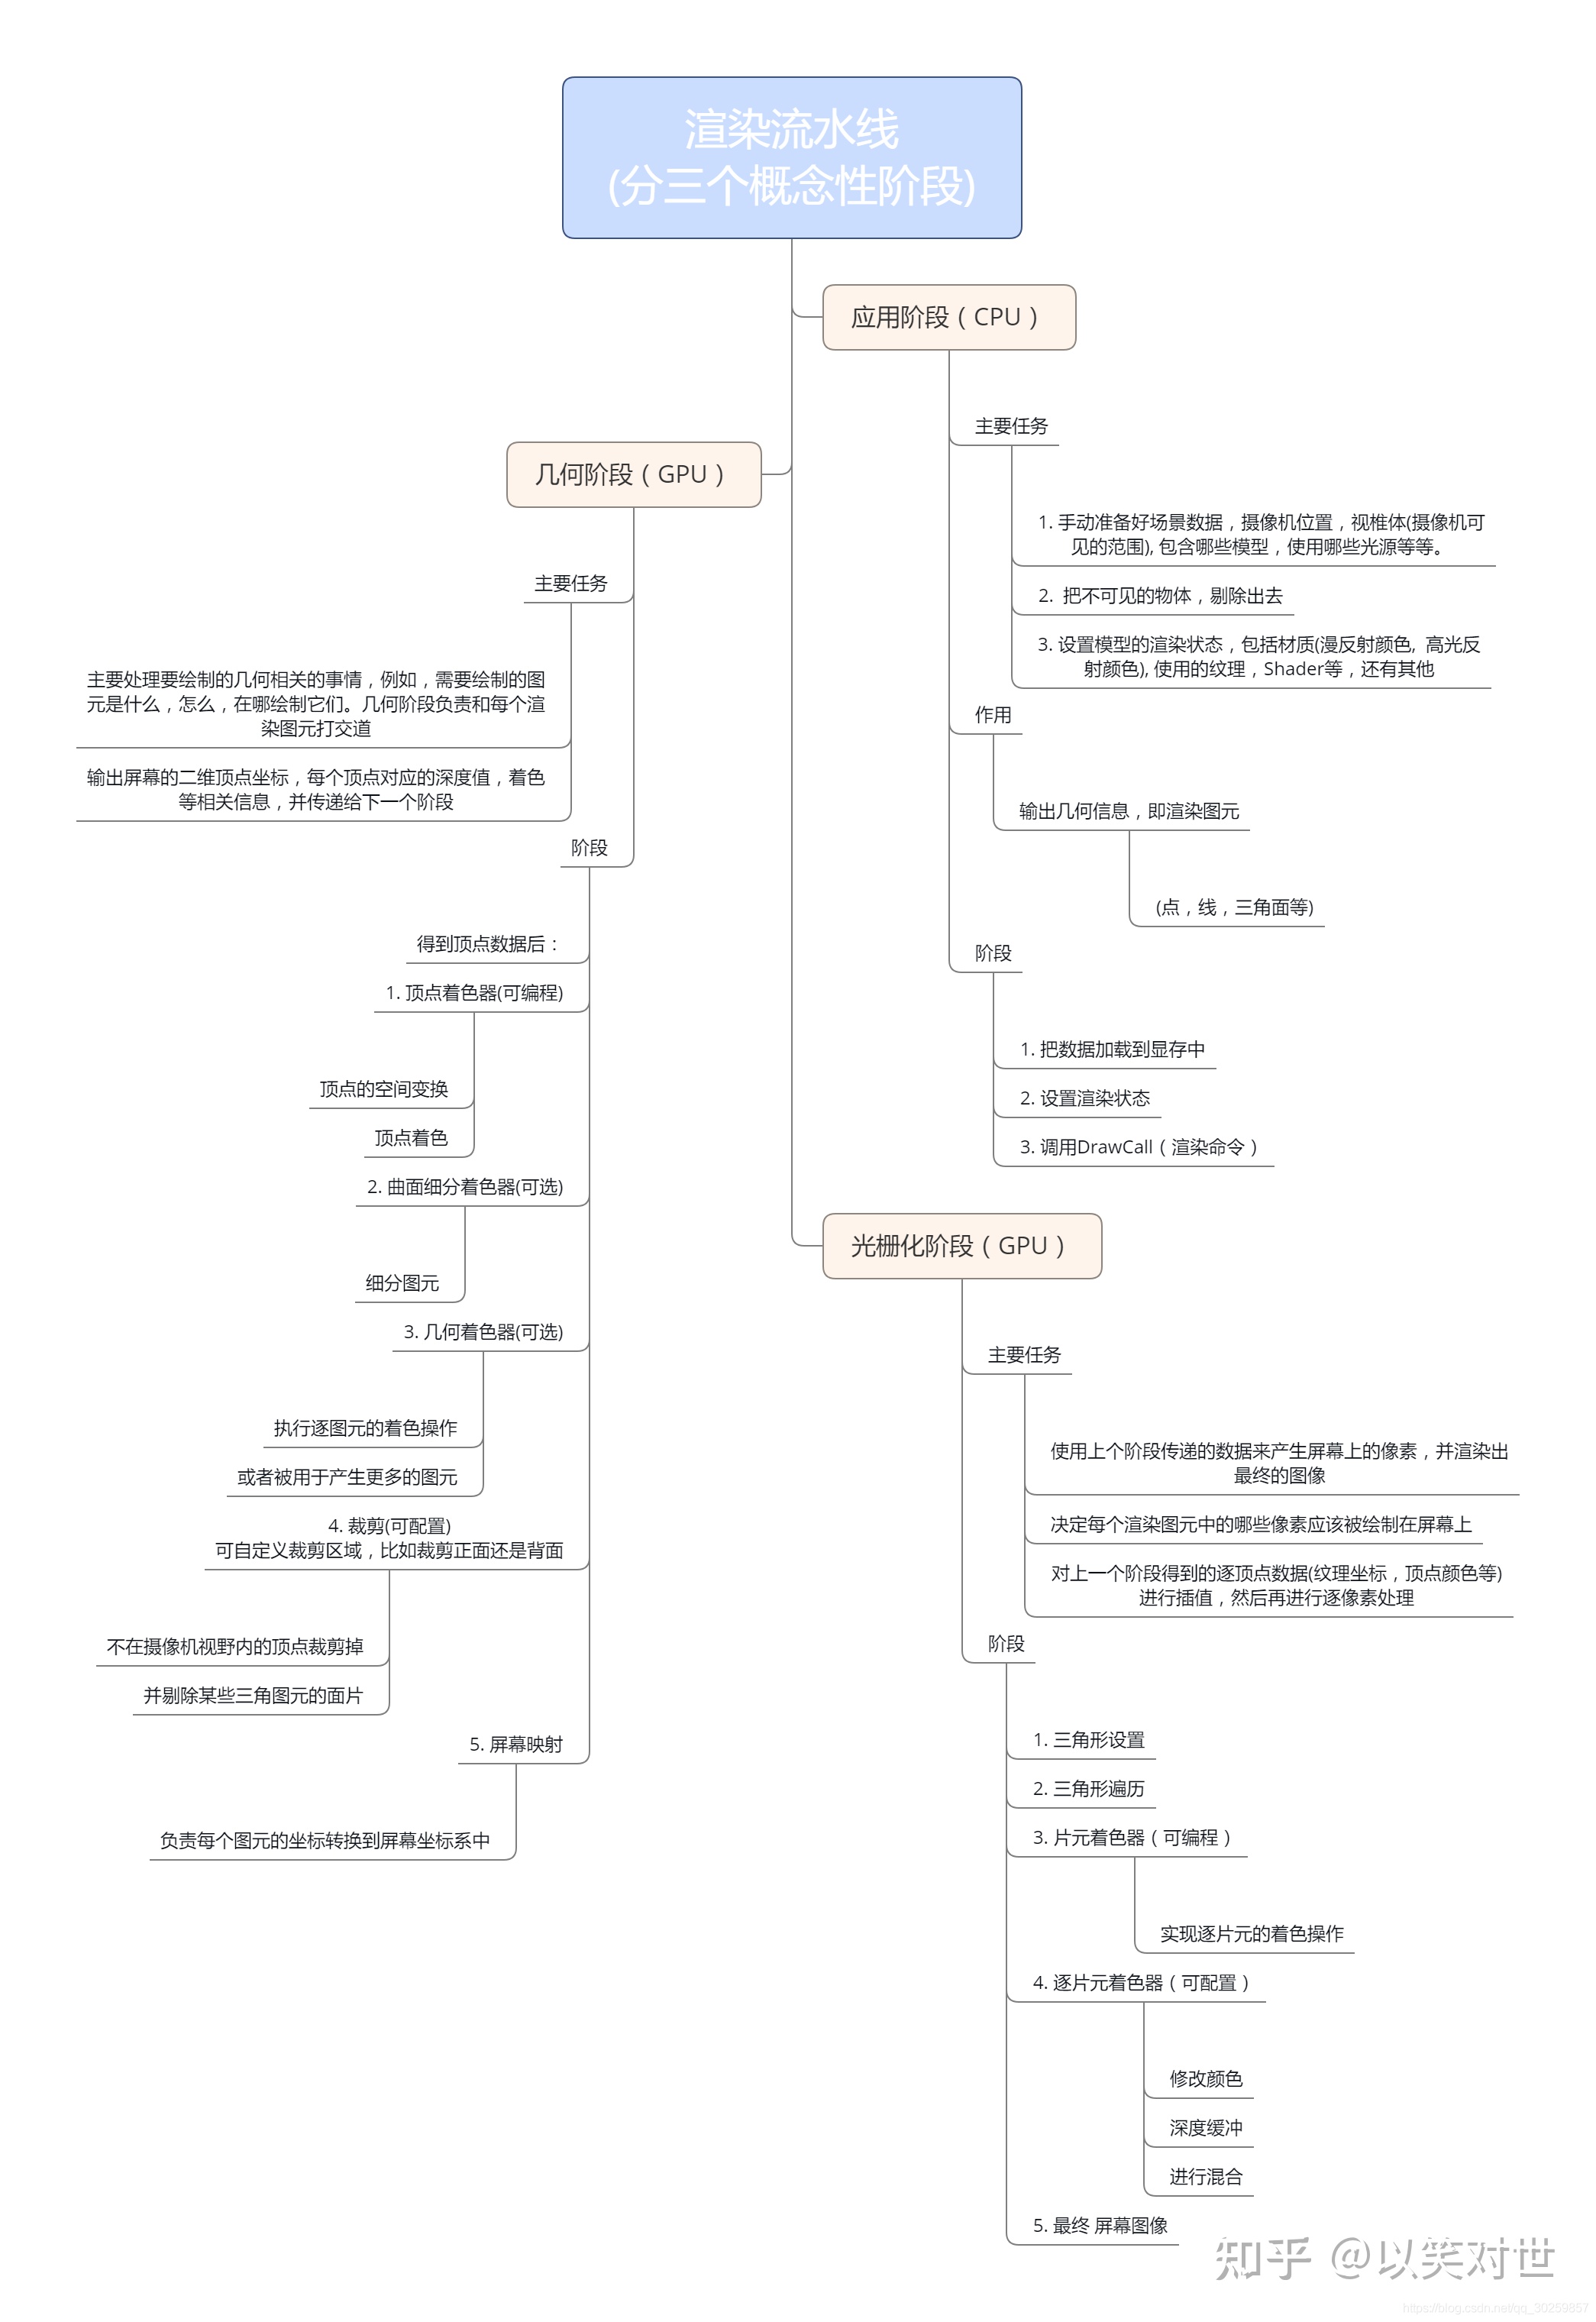 渲染流水线
(分三个概念性阶段)
应用阶段（CPU）
主要任务
1. 手动准备好场景数据，摄像机位置，视椎体(摄像机可
见的范围), 包含哪些模型，使用哪些光源等等。
2. 把不可见的物体，剔除出去
3. 设置模型的渲染状态，包括材质(漫反射颜色, 高光反
射颜色), 使用的纹理，Shader等，还有其他
作用
输出几何信息，即渲染图元
(点，线，三角面等)
阶段
1. 把数据加载到显存中
2. 设置渲染状态
3. 调用DrawCall（渲染命令）
几何阶段（GPU）
主要任务
主要处理要绘制的几何相关的事情，例如，需要绘制的图
元是什么，怎么，在哪绘制它们。几何阶段负责和每个渲
染图元打交道
输出屏幕的二维顶点坐标，每个顶点对应的深度值，着色
等相关信息，并传递给下一个阶段
阶段
得到顶点数据后：
1. 顶点着色器(可编程)
顶点的空间变换
顶点着色
2. 曲面细分着色器(可选)
细分图元
3. 几何着色器(可选)
执行逐图元的着色操作
或者被用于产生更多的图元
4. 裁剪(可配置)
可自定义裁剪区域，比如裁剪正面还是背面
不在摄像机视野内的顶点裁剪掉
并剔除某些三角图元的面片
5. 屏幕映射
负责每个图元的坐标转换到屏幕坐标系中
光栅化阶段（GPU）
主要任务
使用上个阶段传递的数据来产生屏幕上的像素，并渲染出
最终的图像
决定每个渲染图元中的哪些像素应该被绘制在屏幕上
对上一个阶段得到的逐顶点数据(纹理坐标，顶点颜色等)
进行插值，然后再进行逐像素处理
阶段
1. 三角形设置
2. 三角形遍历
3. 片元着色器（可编程）
实现逐片元的着色操作
4. 逐片元着色器（可配置）
修改颜色
深度缓冲
进行混合
5. 最终 屏幕图像
知乎 @以笑对世
https://blog.csdn.net/qq_30259857